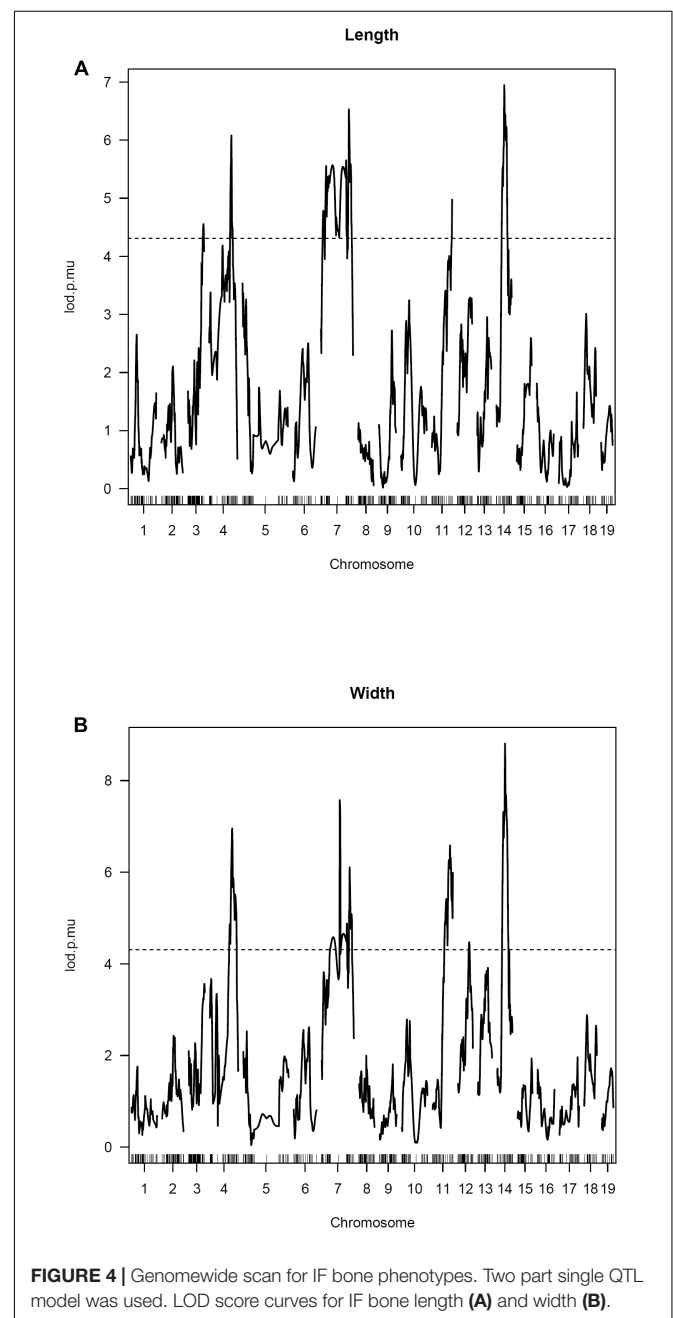 Length
A
7
6
5
4
3
2
1
0
lod.p.mu
1 2 3 4 5 6 7 8 9 10 11 12 13 14 15 16 17 18 19
Chromosome
Width
B
8
6
4
2
0
lod.p.mu
1 2 3 4 5 6 7 8 9 10 11 12 13 14 15 16 17 18 19
Chromosome
FIGURE 4 | Genomewide scan for IF bone phenotypes. Two part single QTL
model was used. LOD score curves for IF bone length (A) and width (B).